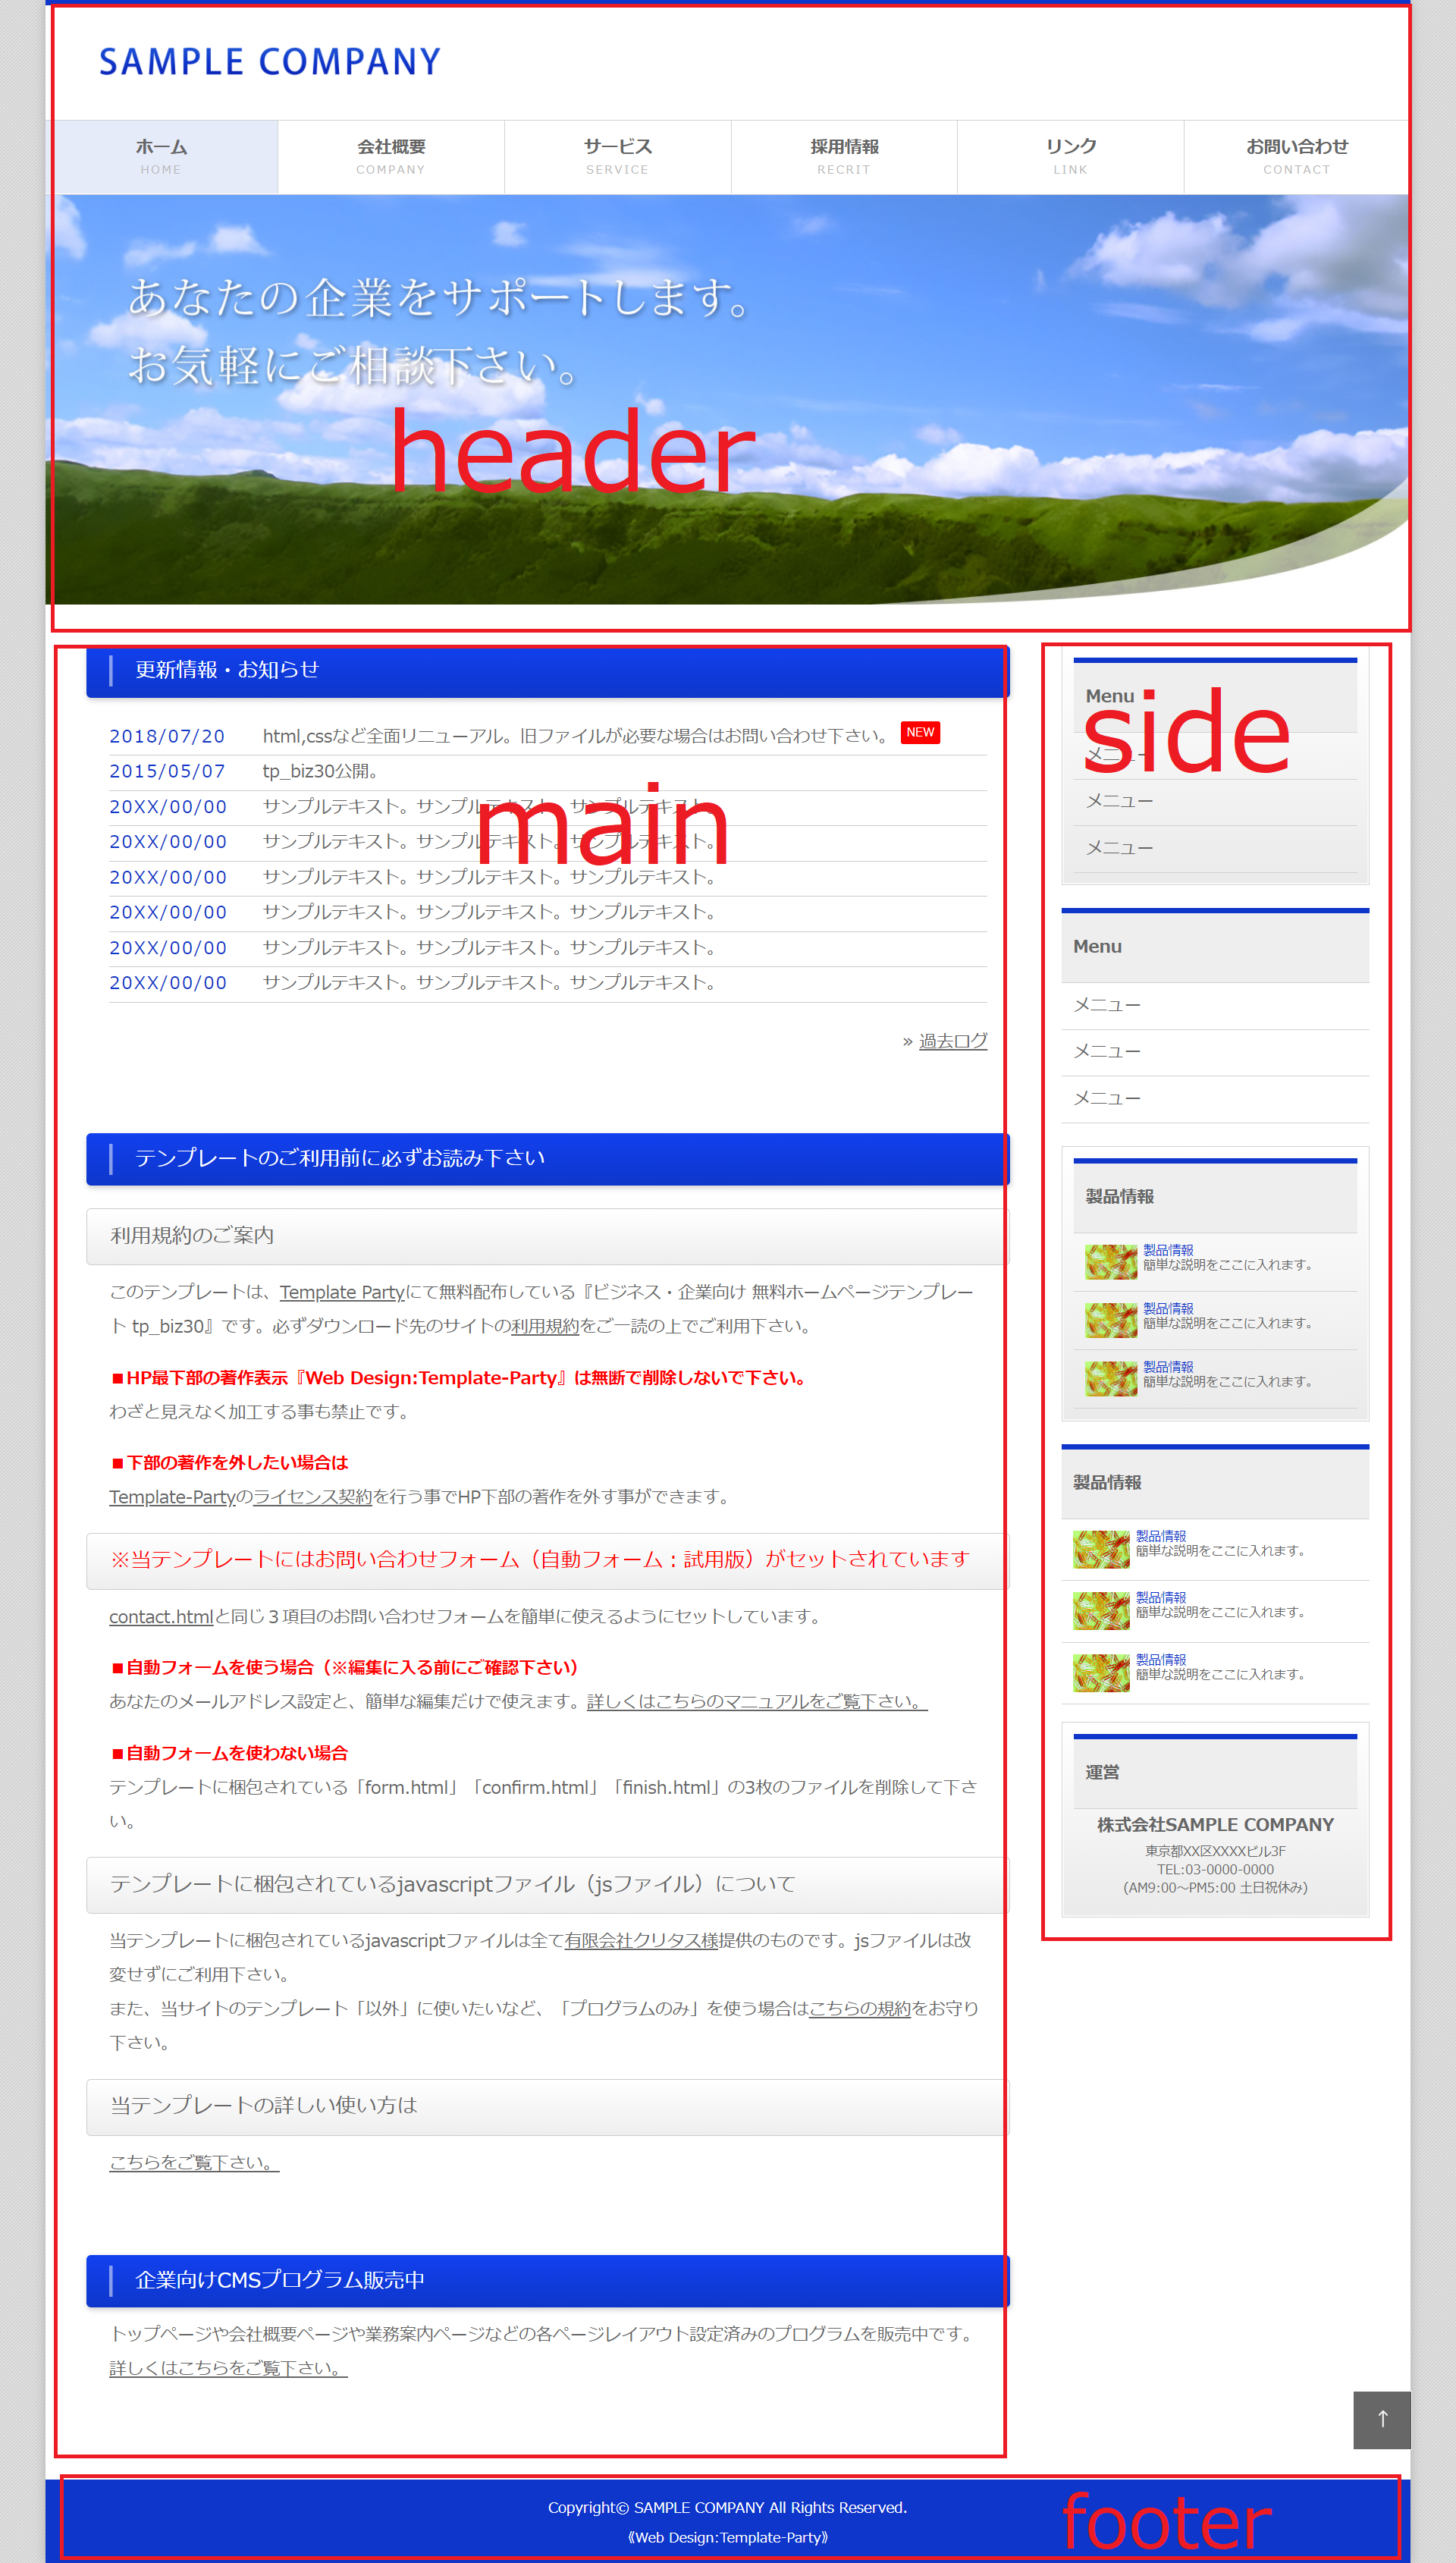 SAMPLE COMPANY
ホーム
HOME
会社概要
COMPANY
サービス
SERVICE
採用情報
RECRIT
リンク
LINK
お問い合わせ
CONTACT
あなたの企業をサポートします。
お気軽にご相談下さい。
header
更新情報・お知らせ
2018/07/20 html,cssなど全面リニューアル。旧ファイルが必要な場合はお問い合わせ下さい。 NEW
2015/05/07 tp_biz30公開。
20XX/00/00 サンプルテキスト。サンプルテキスト。サンプルテキスト。
main
20XX/00/00 サンプルテキスト。サンプルテキスト。サンプルテキスト。
20XX/00/00 サンプルテキスト。サンプルテキスト。サンプルテキスト。
20XX/00/00 サンプルテキスト。サンプルテキスト。サンプルテキスト。
20XX/00/00 サンプルテキスト。サンプルテキスト。サンプルテキスト。
20XX/00/00 サンプルテキスト。サンプルテキスト。サンプルテキスト。
» 過去ログ
テンプレートのご利用前に必ずお読み下さい
利用規約のご案内
このテンプレートは、Template Partyにて無料配布している『ビジネス・企業向け 無料ホームページテンプレー
ト tp_biz30』です。必ずダウンロード先のサイトの利用規約をご一読の上でご利用下さい。
■HP最下部の著作表示『Web Design:Template-Party』は無断で削除しないで下さい。
わざと見えなく加工する事も禁止です。
■下部の著作を外したい場合は
Template-Partyのライセンス契約を行う事でHP下部の著作を外す事ができます。
※当テンプレートにはお問い合わせフォーム（自動フォーム：試用版）がセットされています
contact.htmlと同じ３項目のお問い合わせフォームを簡単に使えるようにセットしています。
■自動フォームを使う場合（※編集に入る前にご確認下さい）
あなたのメールアドレス設定と、簡単な編集だけで使えます。詳しくはこちらのマニュアルをご覧下さい。
■自動フォームを使わない場合
テンプレートに梱包されている「form.html」「confirm.html」「finish.html」の3枚のファイルを削除して下さ
い。
テンプレートに梱包されているjavascriptファイル（jsファイル）について
当テンプレートに梱包されているjavascriptファイルは全て有限会社クリタス様提供のものです。jsファイルは改
変せずにご利用下さい。
また、当サイトのテンプレート「以外」に使いたいなど、「プログラムのみ」を使う場合はこちらの規約をお守り
下さい。
当テンプレートの詳しい使い方は
こちらをご覧下さい。
企業向けCMSプログラム販売中
トップページや会社概要ページや業務案内ページなどの各ページレイアウト設定済みのプログラムを販売中です。
詳しくはこちらをご覧下さい。
Menu
side
メニュー
メニュー
メニュー
Menu
メニュー
メニュー
メニュー
製品情報
製品情報
簡単な説明をここに入れます。
製品情報
簡単な説明をここに入れます。
製品情報
簡単な説明をここに入れます。
製品情報
製品情報
簡単な説明をここに入れます。
製品情報
簡単な説明をここに入れます。
製品情報
簡単な説明をここに入れます。
運営
株式会社SAMPLE COMPANY
東京都XX区XXXXビル3F
TEL:03-0000-0000
(AM9:00～PM5:00 土日祝休み)
↑
Copyright© SAMPLE COMPANY All Rights Reserved.
《Web Design:Template-Party》
footer